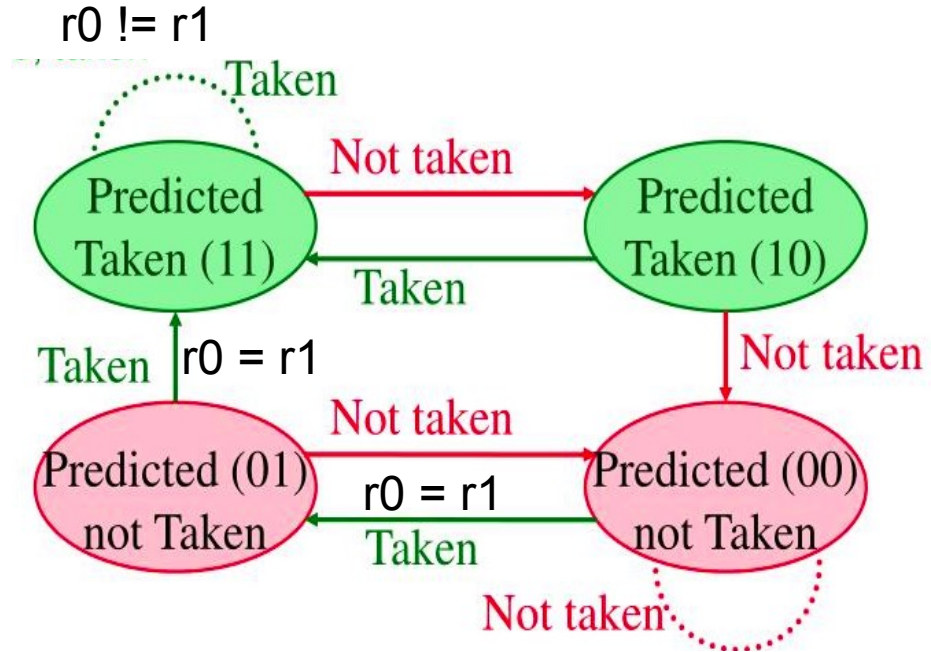 r0 != r1
Taken
Not taken
Predicted
Taken (11)
Predicted
Taken (10)
Taken
Taken
r0 = r1
Not taken
Not taken
Predicted (01)
not Taken
r0 = r1
Predicted (00)
not Taken
Taken
Not taken